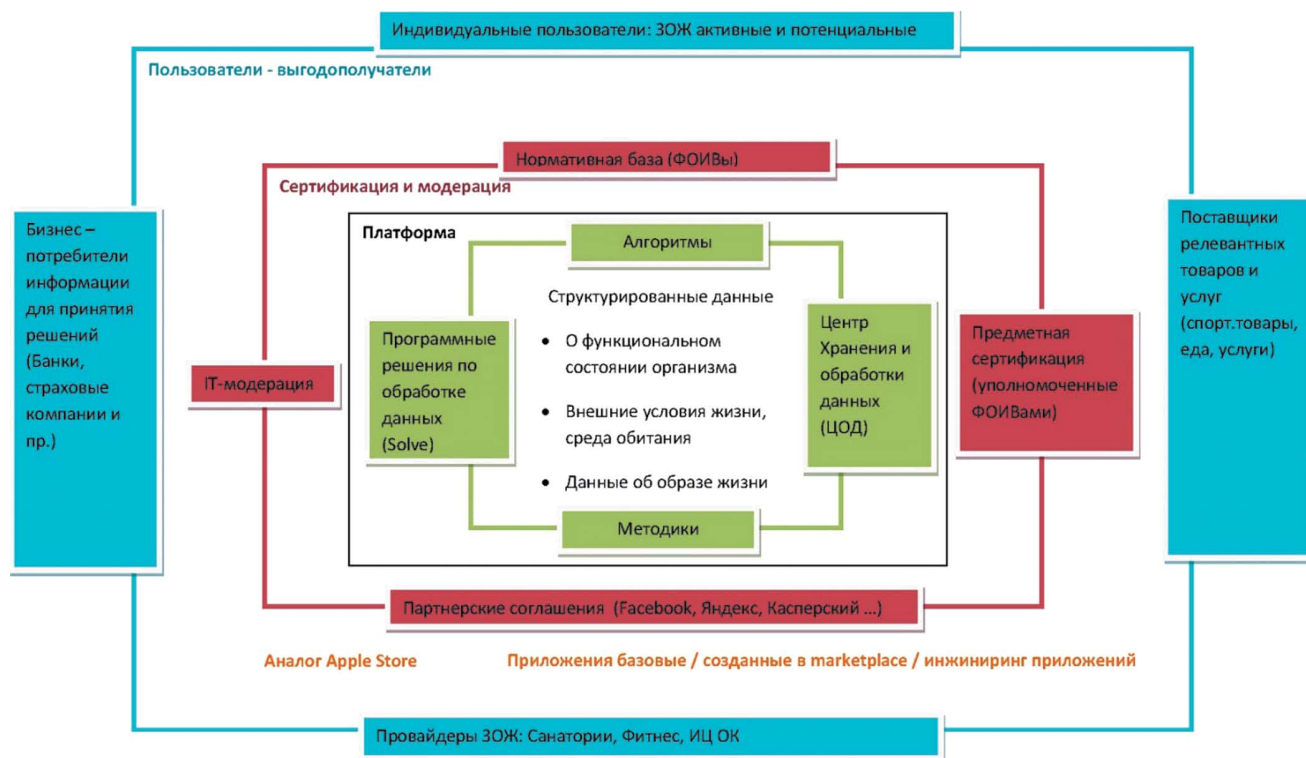 Индивидуальные пользователи: ЗОЖ активные и потенциальные
Пользователи - выгодополучатели
Нормативная база (ФОИВы)
Сертификация и модерация
Бизнес –
потребители
информации
для принятия
решений
(Банки,
страховые
компании и
пр.)
Поставщики
релевантных
товаров и
услуг
(спорт.товары,
еда, услуги)
Платформа
Алгоритмы
IT-модерация
Программные
решения по
обработке
данных
(Solve)
Структурированные данные
• О функциональном
состоянии организма
• Внешние условия жизни,
среда обитания
• Данные об образе жизни
Центр
Хранения и
обработки
данных
(ЦОД)
Предметная
сертификация
(уполномоченные
ФОИВами)
Методики
Партнерские соглашения (Facebook, Яндекс, Касперский ...)
Аналог Apple Store
Приложения базовые / созданные в marketplace / инжиниринг приложений
Провайдеры ЗОЖ: Санатории, Фитнес, ИЦ ОК